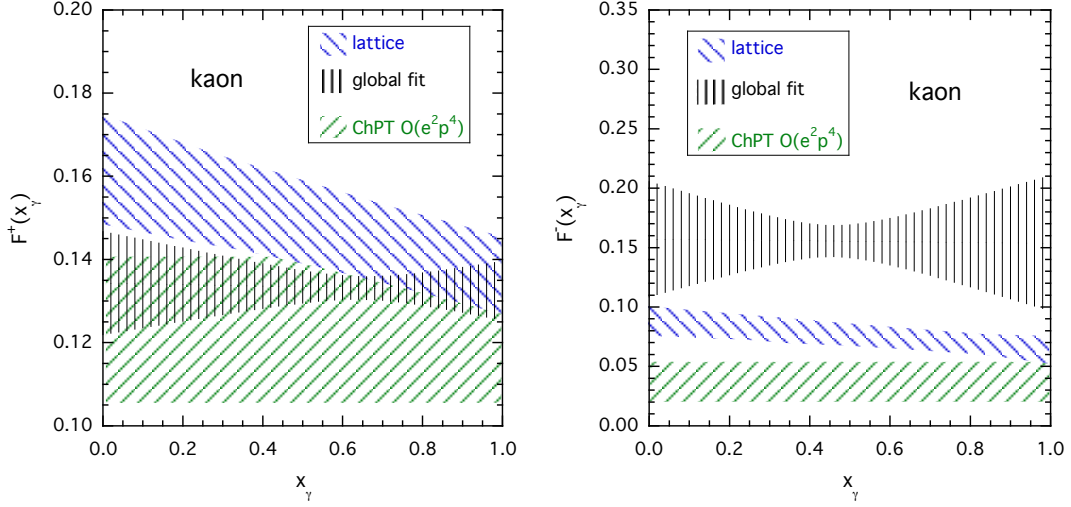 0.20
0.18
0.16
0.14
0.12
0.10
F⁺(xᵧ)
kaon
lattice
global fit
ChPT O(e²p⁴)
0.0 0.2 0.4 0.6 0.8 1.0
xᵧ
0.35
0.30
0.25
0.20
0.15
0.10
0.05
0.00
F⁻(xᵧ)
lattice
global fit
ChPT O(e²p⁴)
kaon
0.0 0.2 0.4 0.6 0.8 1.0
xᵧ